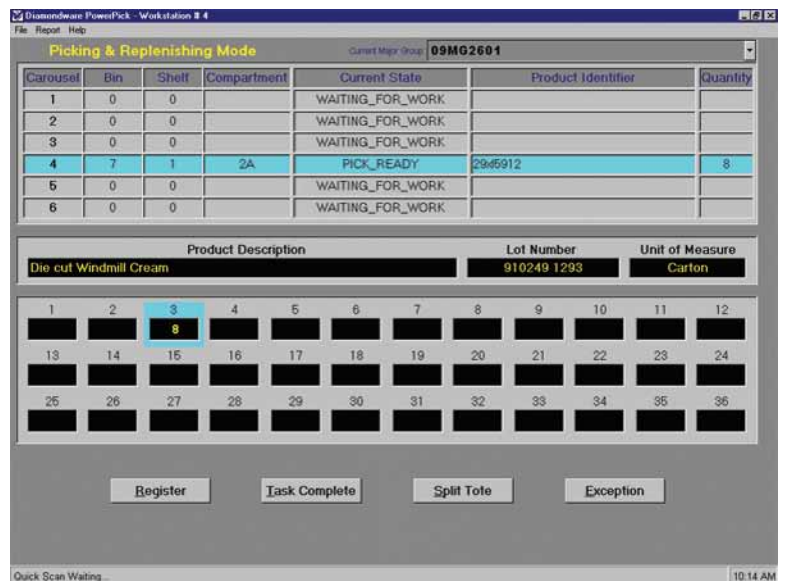 Diamondware PowerPick - Workstation # 4
File Report Help
Picking & Replenishing Mode Current Major Group 09MG2601
Carousel Bin Shelf Compartment Current State Product Identifier Quantity
1 0 0 WAITING_FOR_WORK
2 0 0 WAITING_FOR_WORK
3 0 0 WAITING_FOR_WORK
4 7 1 2A PICK_READY 29x5912 8
5 0 0 WAITING_FOR_WORK
6 0 0 WAITING_FOR_WORK
Product Description Lot Number Unit of Measure
Die cut Windmill Cream 910249 1293 Carton
1 2 3 4 5 6 7 8 9 10 11 12
8
13 14 15 16 17 18 19 20 21 22 23 24
25 26 27 28 29 30 31 32 33 34 35 36
Register Task Complete Split Tote Exception
Quick Scan Waiting... 10:14 AM